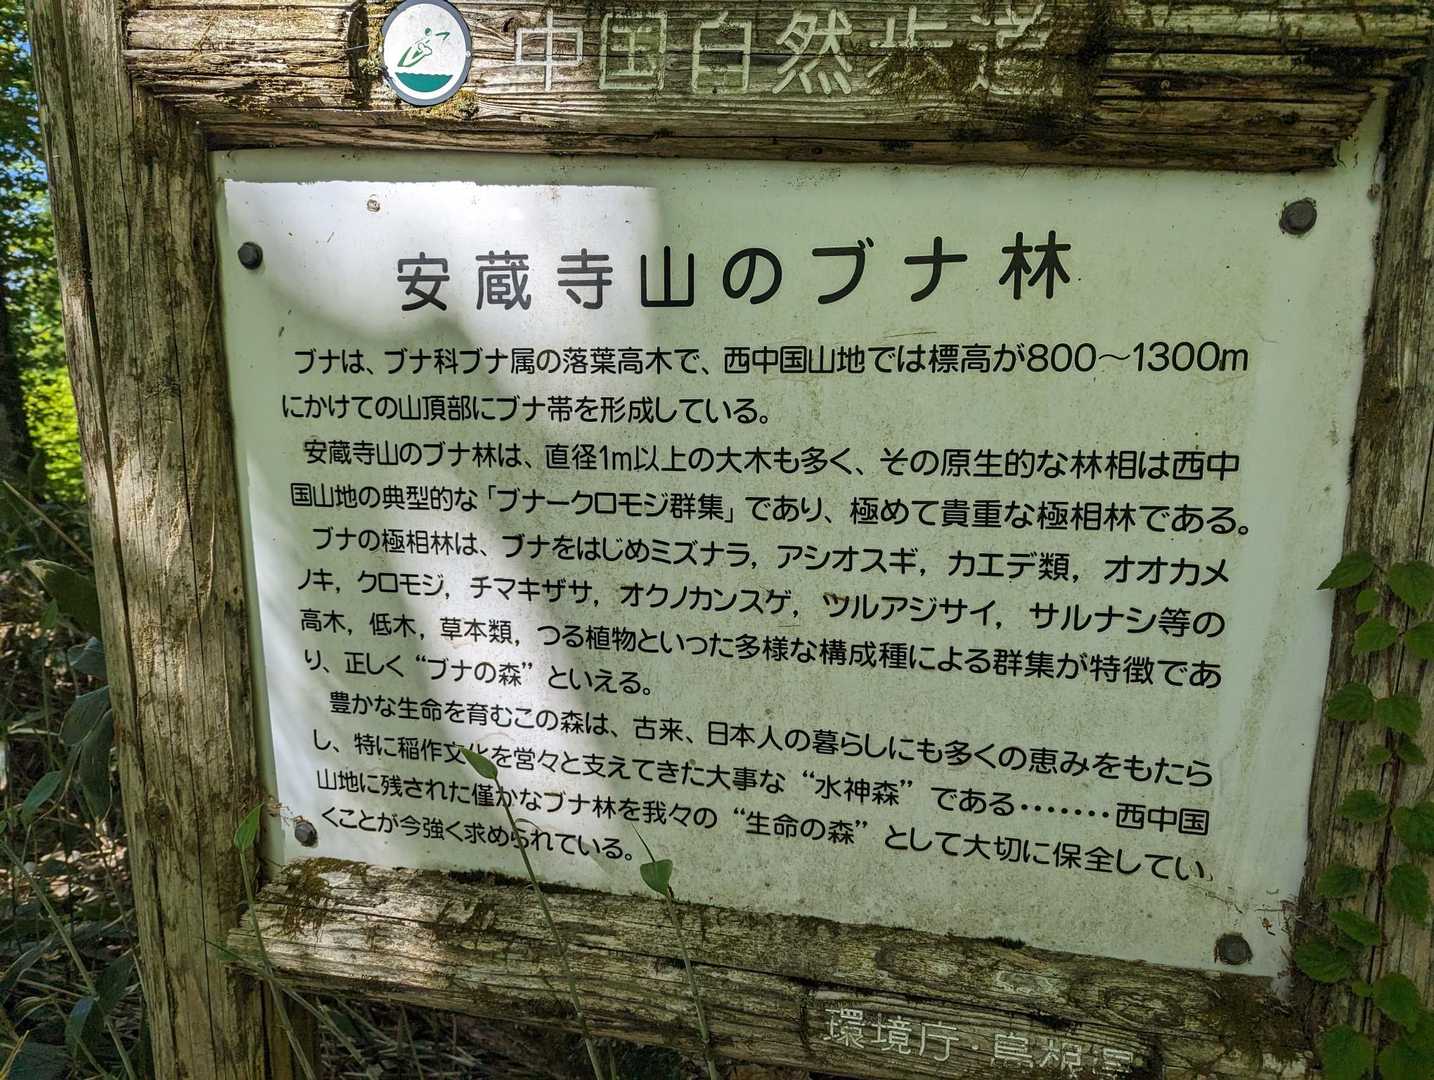 中国自然歩道
安蔵寺山のブナ林
ブナは、ブナ科ブナ属の落葉高木で、西中国山地では標高が800～1300m
にかけての山頂部にブナ帯を形成している。
安蔵寺山のブナ林は、直径1m以上の大木も多く、その原生的な林相は西中
国山地の典型的な「ブナークロモジ群集」であり、極めて貴重な極相林である。
ブナの極相林は、ブナをはじめミズナラ，アシオスギ，カエデ類，オオカメ
ノキ，クロモジ，チマキザサ，オクノカンスゲ，ツルアジサイ，サルナシ等の
高木，低木，草本類，つる植物といった多様な構成種による群集が特徴であ
り、正しく“ブナの森”といえる。
豊かな生命を育むこの森は、古来、日本人の暮らしにも多くの恵みをもたら
し、特に稲作文化を営々と支えてきた大事な“水神森”である・・・・・・・西中国
山地に残された僅かなブナ林を我々の“生命の森”として大切に保全してい
くことが今強く求められている。
環境庁・島根県